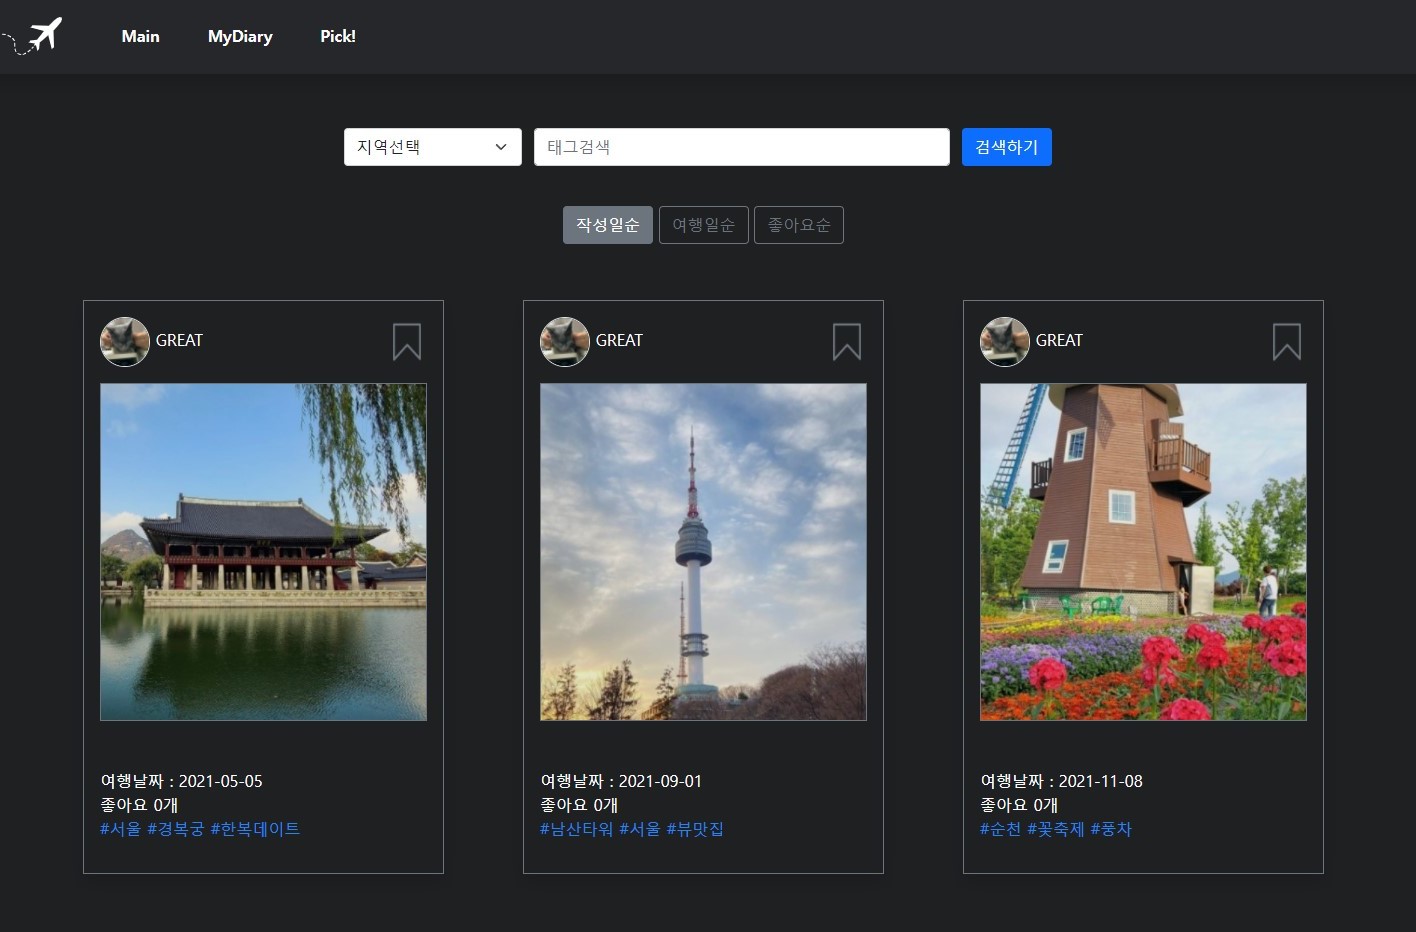 Main MyDiary Pick!
지역선택 태그검색 검색하기
작성일순 여행일순 좋아요순
GREAT
여행날짜 : 2021-05-05
좋아요 0개
#서울 #경복궁 #한복데이트
GREAT
여행날짜 : 2021-09-01
좋아요 0개
#남산타워 #서울 #뷰맛집
GREAT
여행날짜 : 2021-11-08
좋아요 0개
#순천 #꽃축제 #풍차